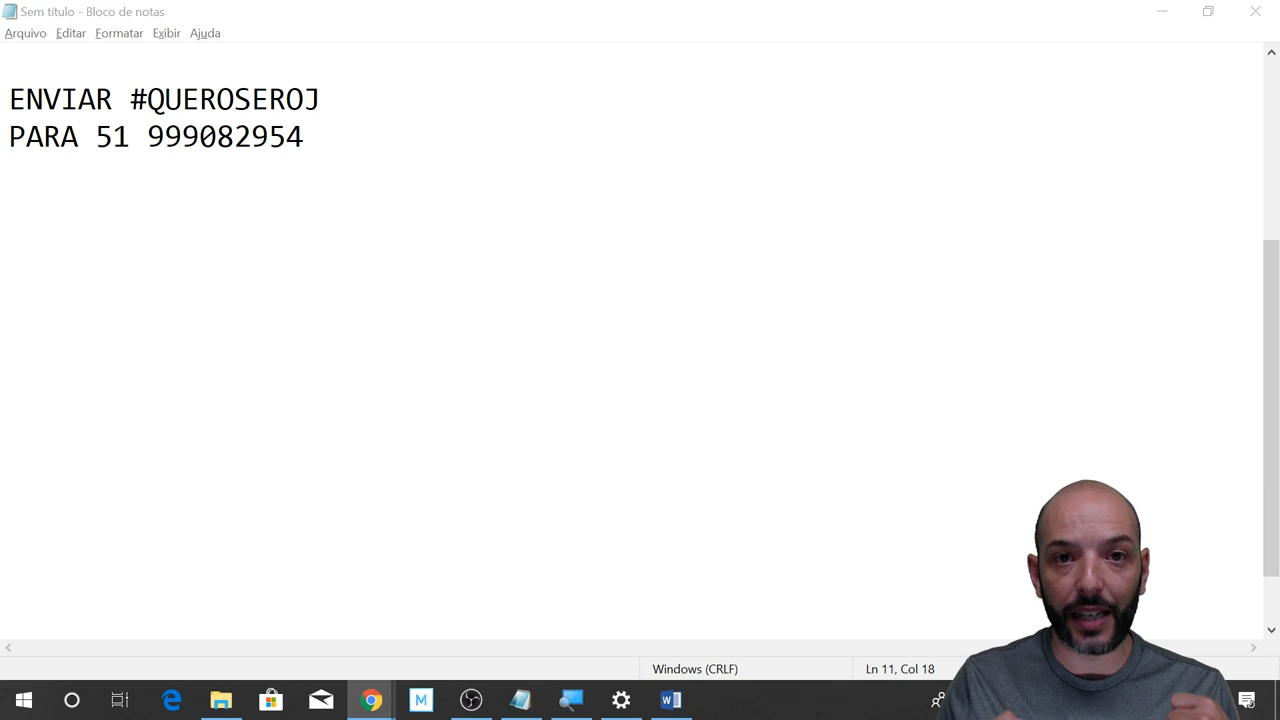 Sem título - Bloco de notas
Arquivo Editar Formatar Exibir Ajuda
ENVIAR #QUEROSEROJ
PARA 51 999082954
Windows (CRLF) Ln 11, Col 18
M
W